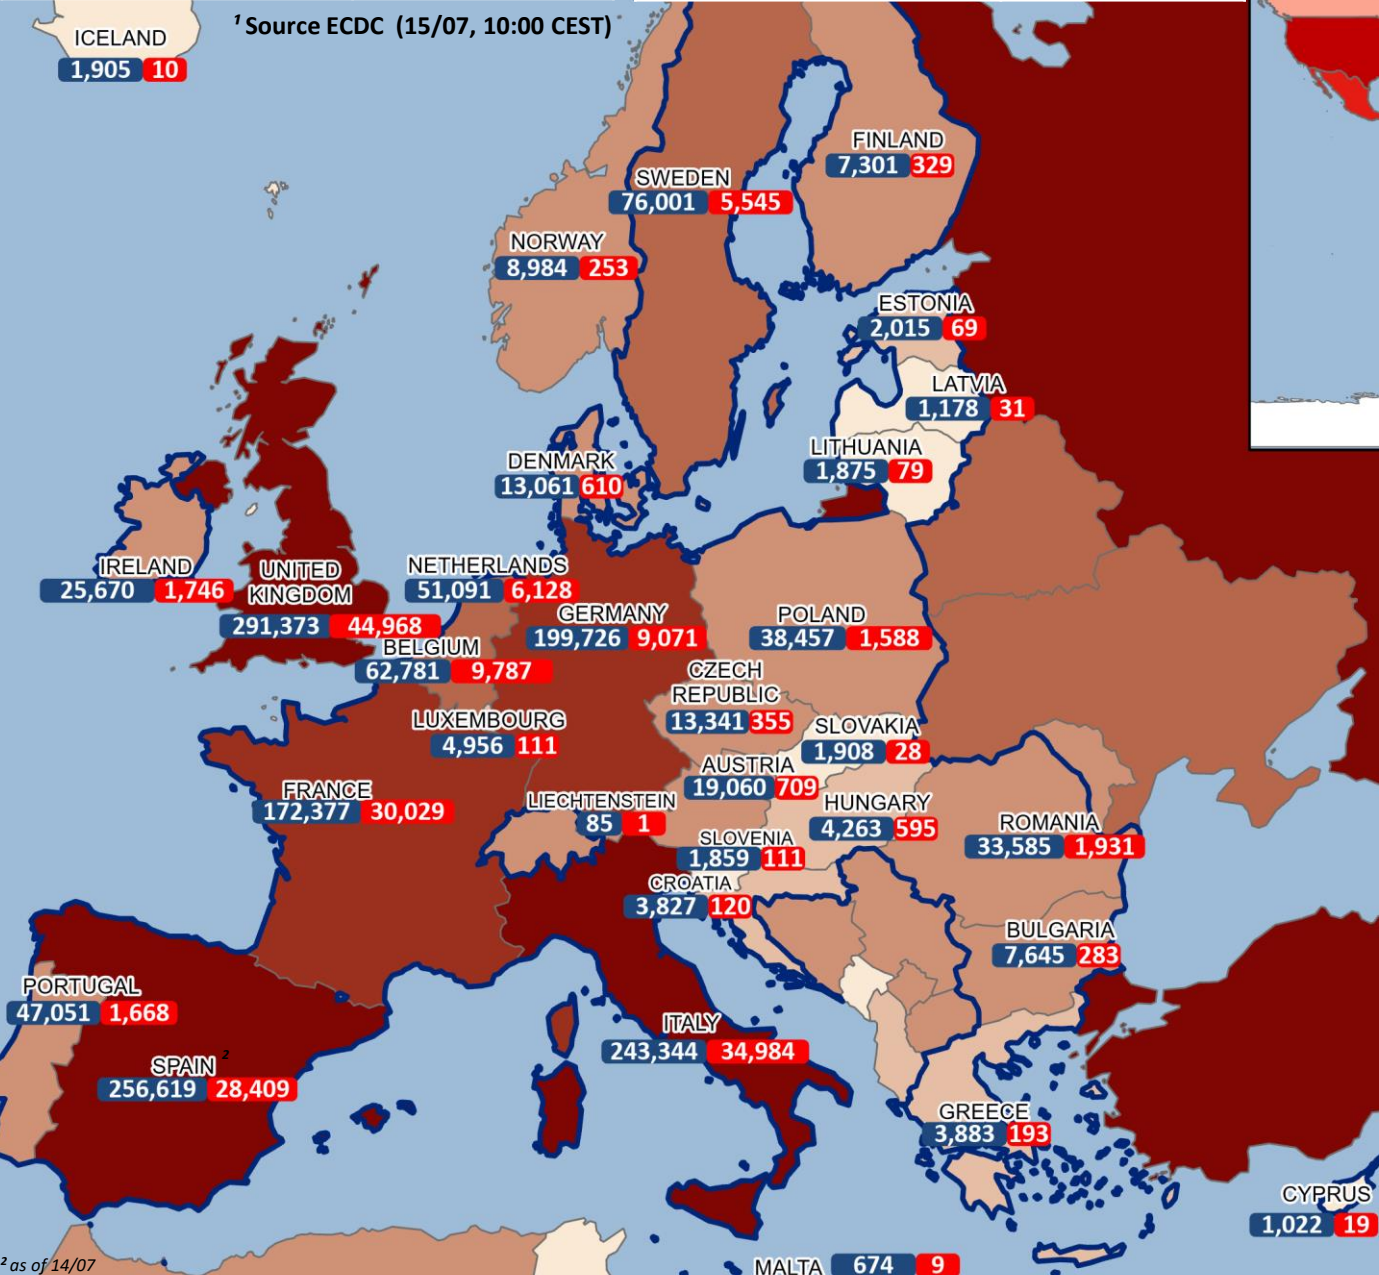 ¹ Source ECDC (15/07, 10:00 CEST)
ICELAND
1,905 10
FINLAND
7,301 329
SWEDEN
76,001 5,545
NORWAY
8,984 253
ESTONIA
2,015 69
LATVIA
1,178 31
LITHUANIA
1,875 79
DENMARK
13,061 610
IRELAND
25,670 1,746
UNITED
KINGDOM
291,373 44,968
NETHERLANDS
51,091 6,128
GERMANY
199,726 9,071
POLAND
38,457 1,588
BELGIUM
62,781 9,787
CZECH
REPUBLIC
13,341 355
LUXEMBOURG
4,956 111
SLOVAKIA
1,908 28
AUSTRIA
19,060 709
FRANCE
172,377 30,029
LIECHTENSTEIN
85 1
HUNGARY
4,263 595
ROMANIA
33,585 1,931
SLOVENIA
1,859 111
CROATIA
3,827 120
BULGARIA
7,645 283
PORTUGAL
47,051 1,668
ITALY
243,344 34,984
SPAIN ²
256,619 28,409
GREECE
3,883 193
CYPRUS
1,022 19
MALTA 674 9
² as of 14/07